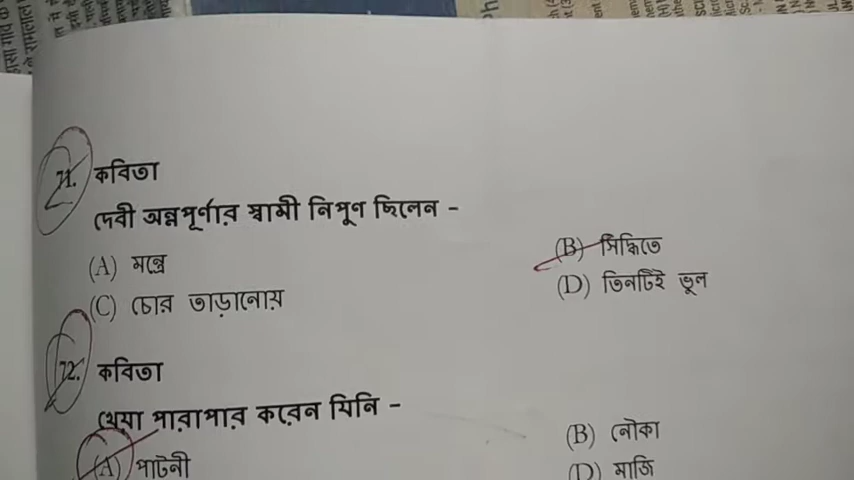 71. কবিতা
দেবী অন্নপূর্ণার স্বামী নিপুণ ছিলেন -
(A) মন্ত্রে
(B) সিদ্ধিতে
(C) চোর তাড়ানোয়
(D) তিনটিই ভুল
72. কবিতা
খেয়া পারাপার করেন যিনি -
(A) পাটনী
(B) নৌকা
(D) মাজি